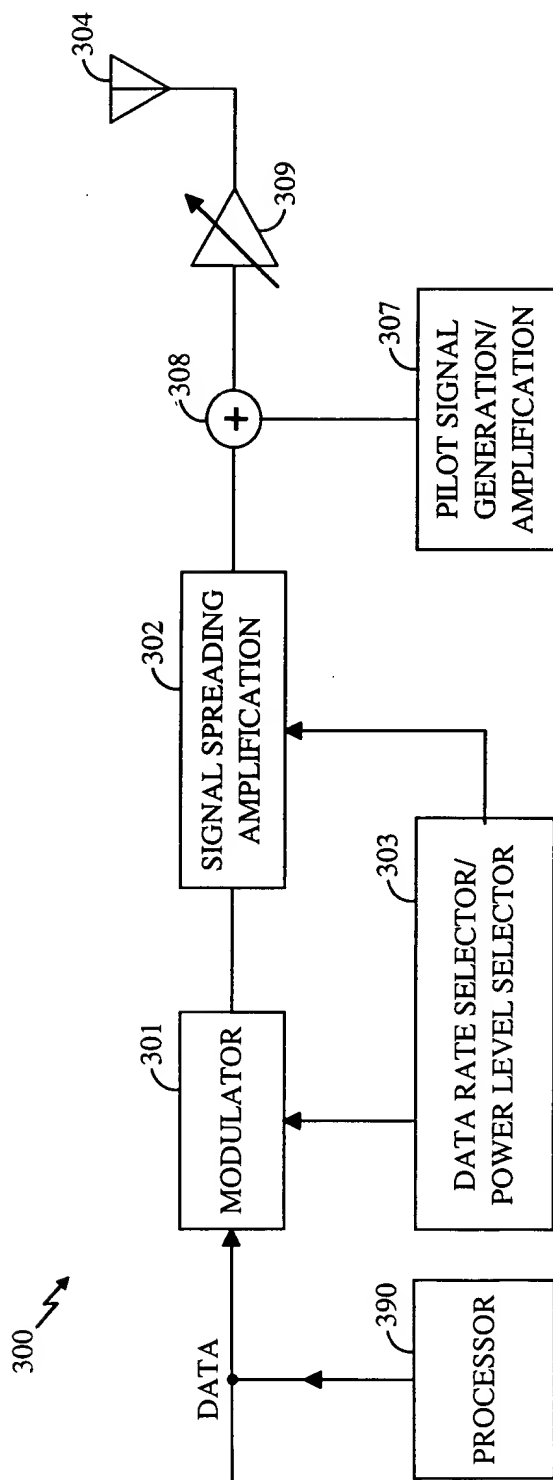 300
DATA
390
PROCESSOR
301
MODULATOR
303
DATA RATE SELECTOR/
POWER LEVEL SELECTOR
302
SIGNAL SPREADING
AMPLIFICATION
308
+
307
PILOT SIGNAL
GENERATION/
AMPLIFICATION
309
304